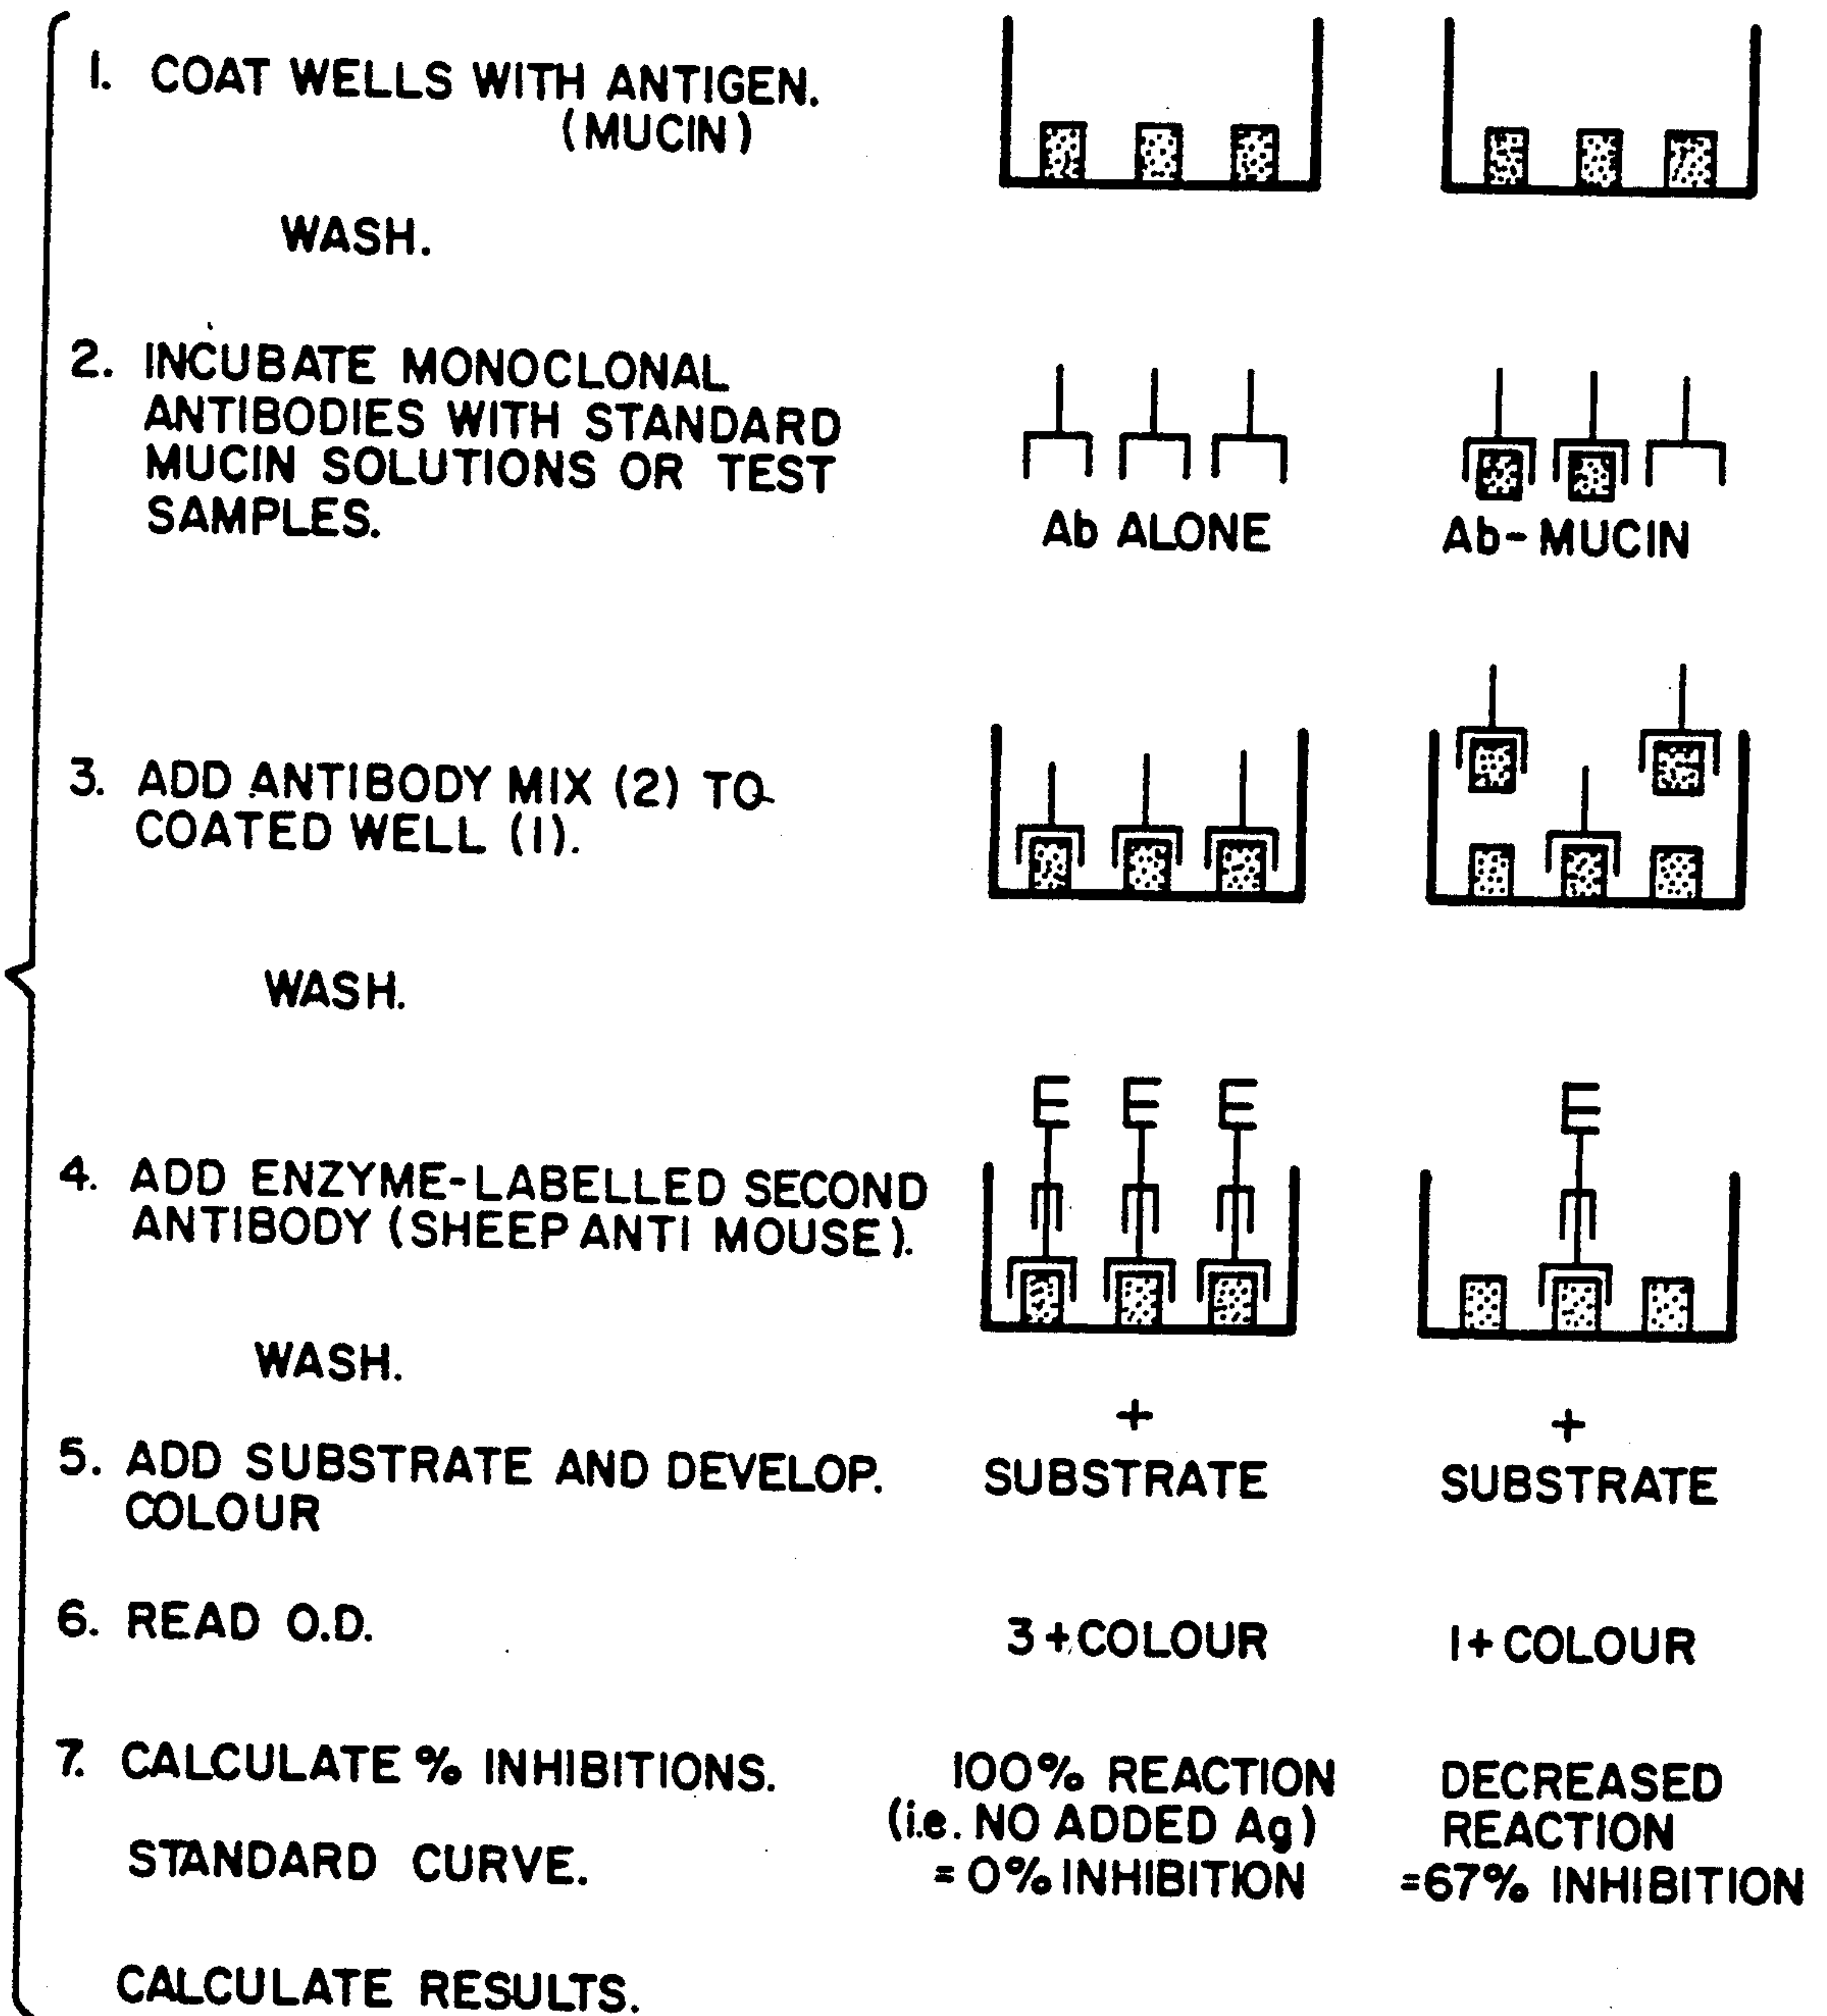 1. COAT WELLS WITH ANTIGEN.
(MUCIN)
WASH.
2. INCUBATE MONOCLONAL
ANTIBODIES WITH STANDARD
MUCIN SOLUTIONS OR TEST
SAMPLES.
Ab ALONE
Ab-MUCIN
3. ADD ANTIBODY MIX (2) TO
COATED WELL (1).
WASH.
E E E E
4. ADD ENZYME-LABELLED SECOND
ANTIBODY (SHEEP ANTI MOUSE).
WASH.
+ +
5. ADD SUBSTRATE AND DEVELOP.
COLOUR
SUBSTRATE
SUBSTRATE
6. READ O.D.
3+COLOUR
1+COLOUR
7. CALCULATE % INHIBITIONS.
STANDARD CURVE.
100% REACTION
(i.e. NO ADDED Ag)
=0% INHIBITION
DECREASED
REACTION
=67% INHIBITION
CALCULATE RESULTS.